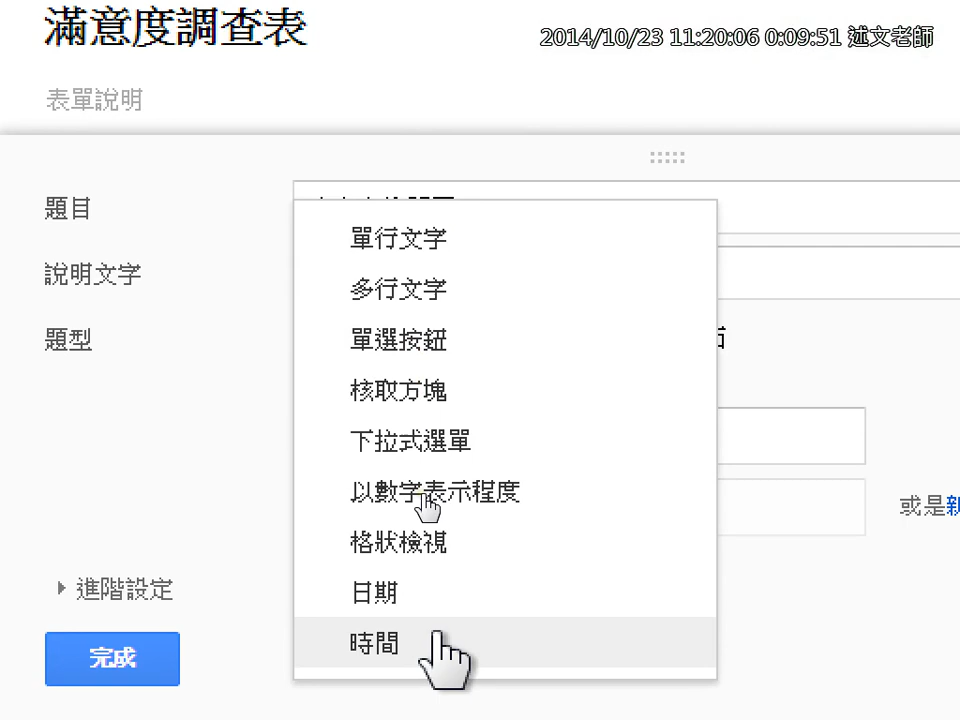 滿意度調查表
2014/10/23 11:20:06 0:09:51 述文老師
表單說明
題目
說明文字
題型
單行文字
多行文字
單選按鈕
核取方塊
下拉式選單
以數字表示程度
格狀檢視
日期
時間
或是新
進階設定
完成